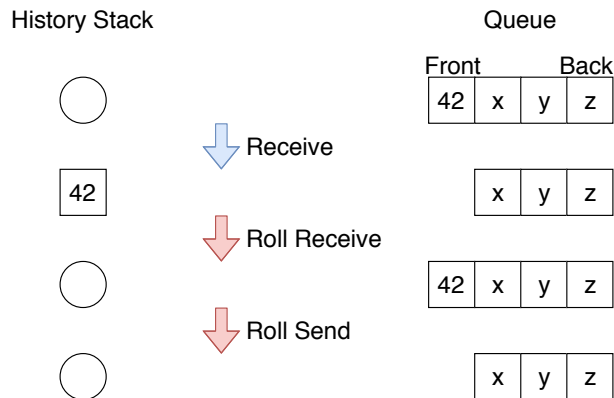 History Stack Queue
Front Back
42 x y z
Receive
42 x y z
Roll Receive
42 x y z
Roll Send
x y z